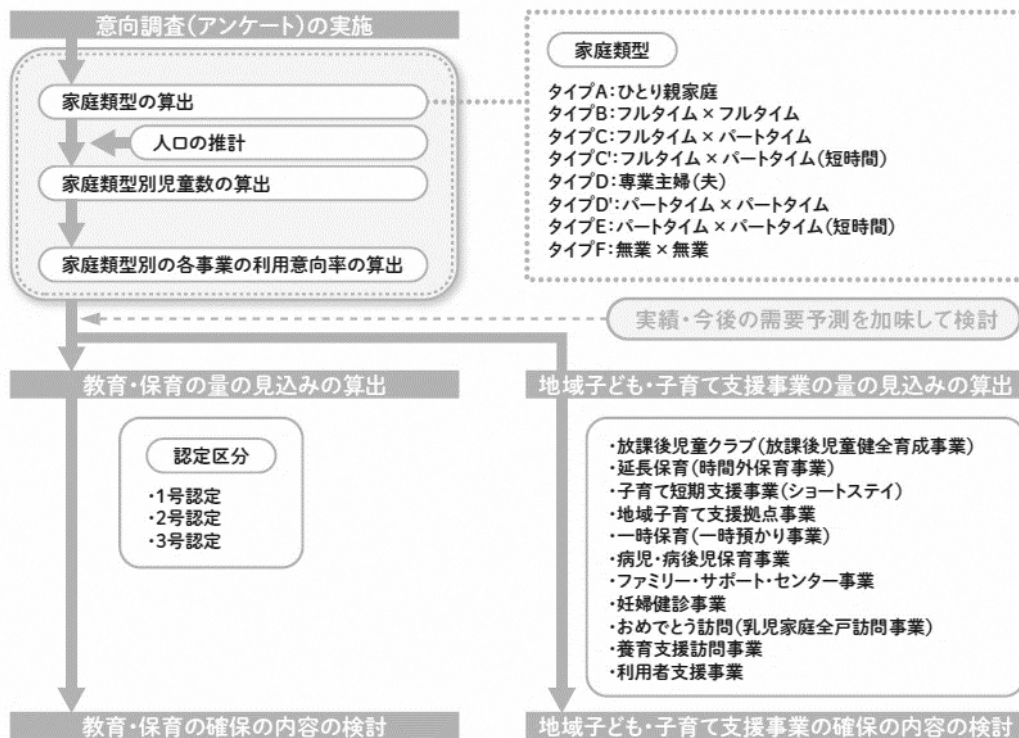 意向調査(アンケート)の実施
家庭類型の算出
人口の推計
家庭類型別児童数の算出
家庭類型別の各事業の利用意向率の算出
家庭類型
タイプA:ひとり親家庭
タイプB:フルタイム×フルタイム
タイプC:フルタイム×パートタイム
タイプC':フルタイム×パートタイム(短時間)
タイプD:専業主婦(夫)
タイプD':パートタイム×パートタイム
タイプE:パートタイム×パートタイム(短時間)
タイプF:無業×無業
実績・今後の需要予測を加味して検討
教育・保育の量の見込みの算出
認定区分
・1号認定
・2号認定
・3号認定
教育・保育の確保の内容の検討
地域子ども・子育て支援事業の量の見込みの算出
・放課後児童クラブ(放課後児童健全育成事業)
・延長保育(時間外保育事業)
・子育て短期支援事業(ショートステイ)
・地域子育て支援拠点事業
・一時保育(一時預かり事業)
・病児・病後児保育事業
・ファミリー・サポート・センター事業
・妊婦健診事業
・おめでとう訪問(乳児家庭全戸訪問事業)
・養育支援訪問事業
・利用者支援事業
地域子ども・子育て支援事業の確保の内容の検討